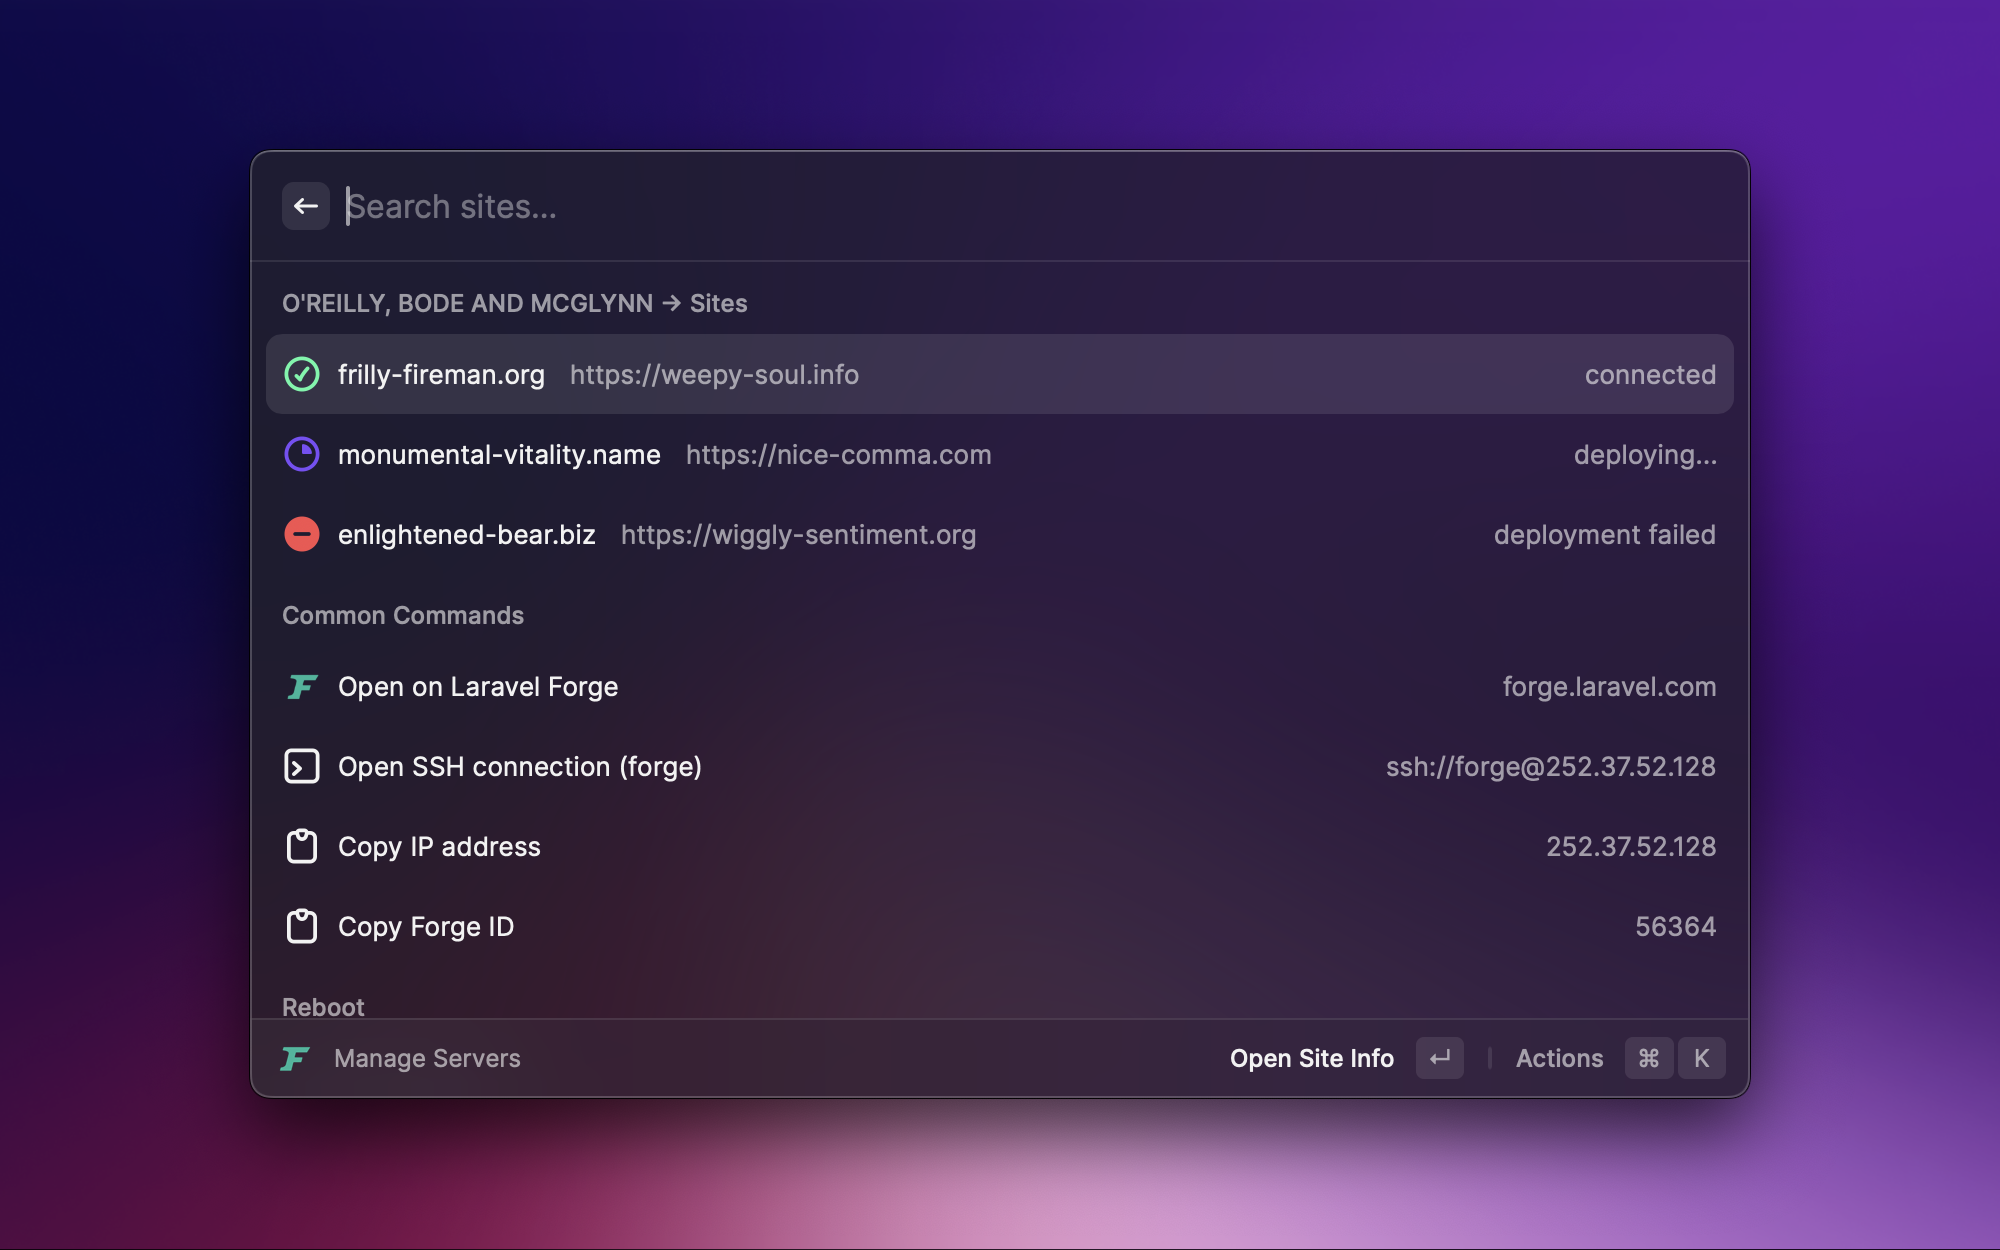 Search sites...
O'REILLY, BODE AND MCGLYNN → Sites
frilly-fireman.org https://weepy-soul.info connected
monumental-vitality.name https://nice-comma.com deploying...
enlightened-bear.biz https://wiggly-sentiment.org deployment failed
Common Commands
Open on Laravel Forge forge.laravel.com
Open SSH connection (forge) ssh://forge@252.37.52.128
Copy IP address 252.37.52.128
Copy Forge ID 56364
Reboot
Manage Servers Open Site Info ↵ Actions ⌘ K